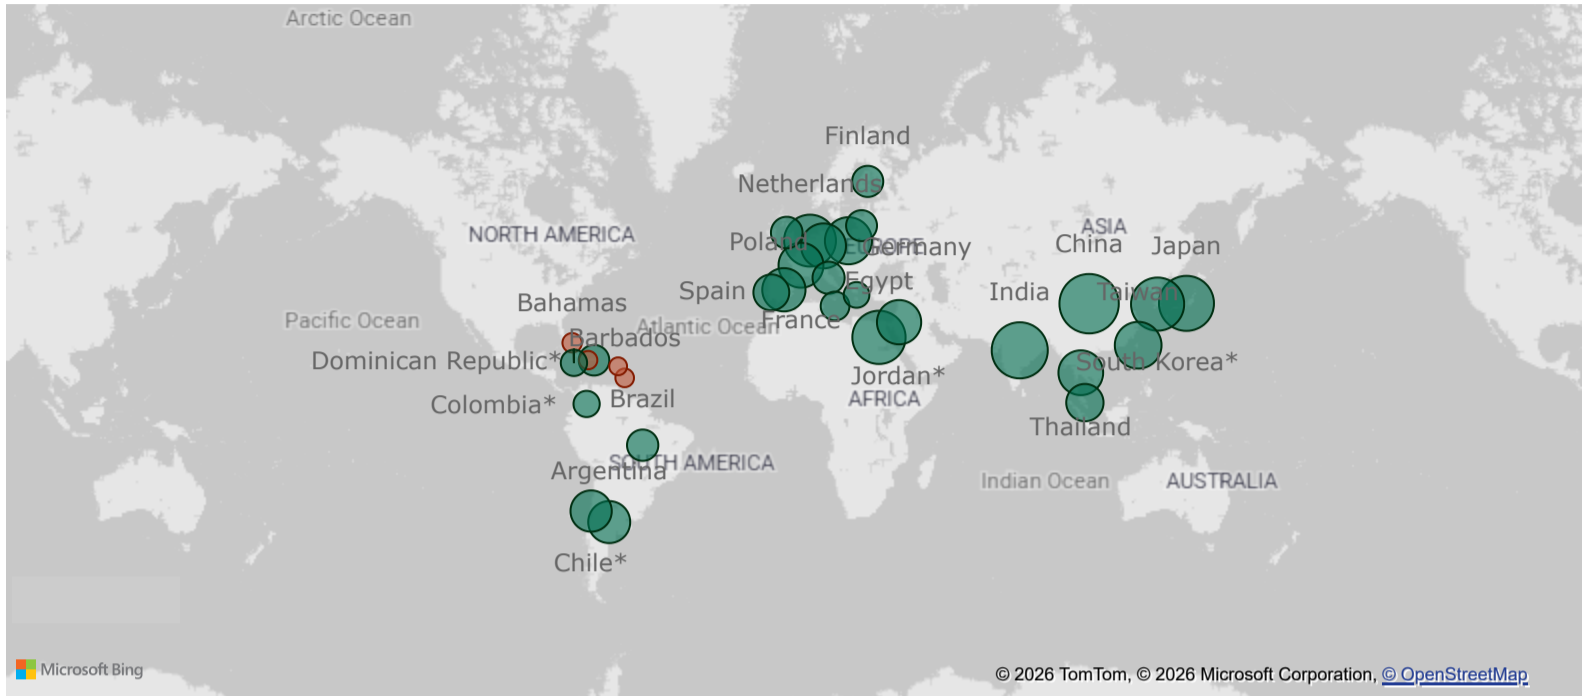 Arctic Ocean
Finland
Netherlands
NORTH AMERICA
ASIA
Poland
EUROPE
Germany
China
Japan
Egypt
Spain
India
Taiwan
Bahamas
Pacific Ocean
France
Atlantic Ocean
Barbados
Dominican Republic*
South Korea*
Jordan*
AFRICA
Colombia*
Brazil
Thailand
SOUTH AMERICA
Argentina
Indian Ocean
AUSTRALIA
Chile*
Microsoft Bing
© 2026 TomTom, © 2026 Microsoft Corporation, © OpenStreetMap